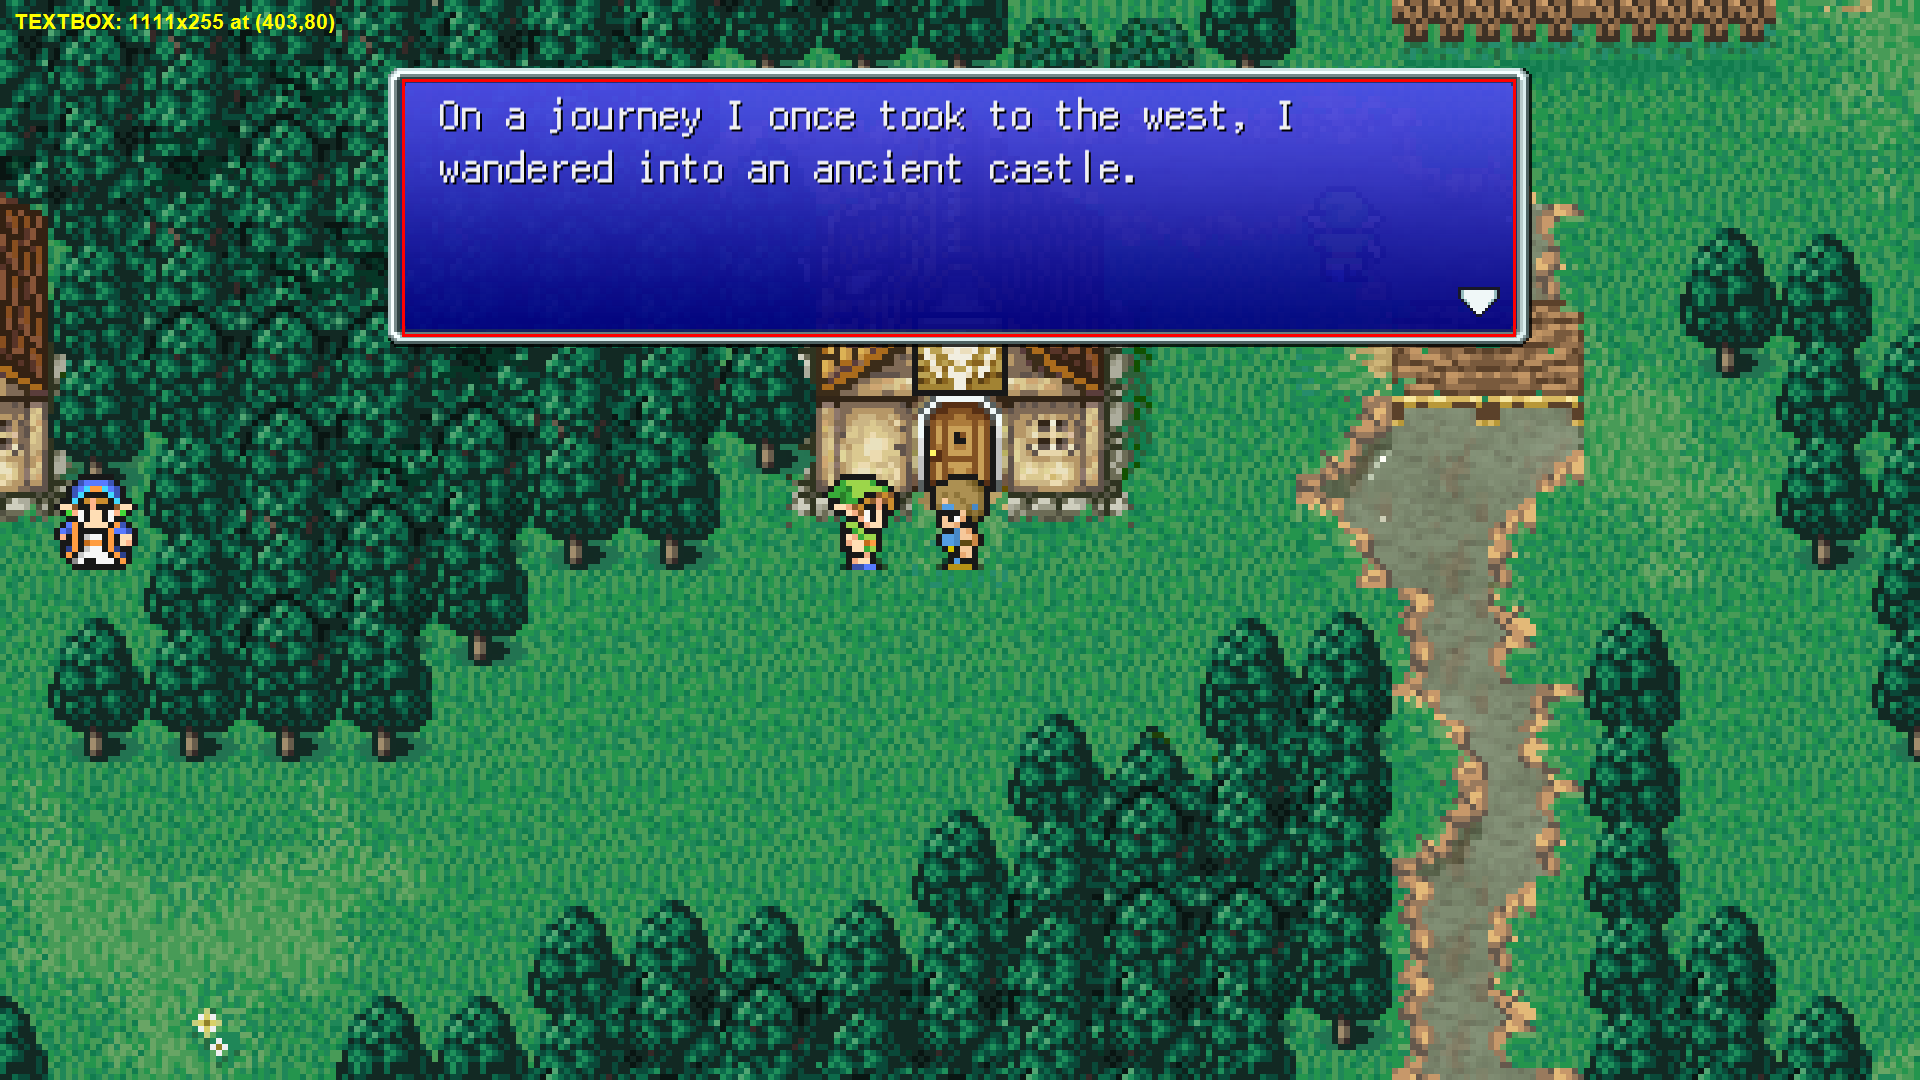 TEXTBOX: 1111x255 at (403,80)
On a journey I once took to the west, I
wandered into an ancient castle.